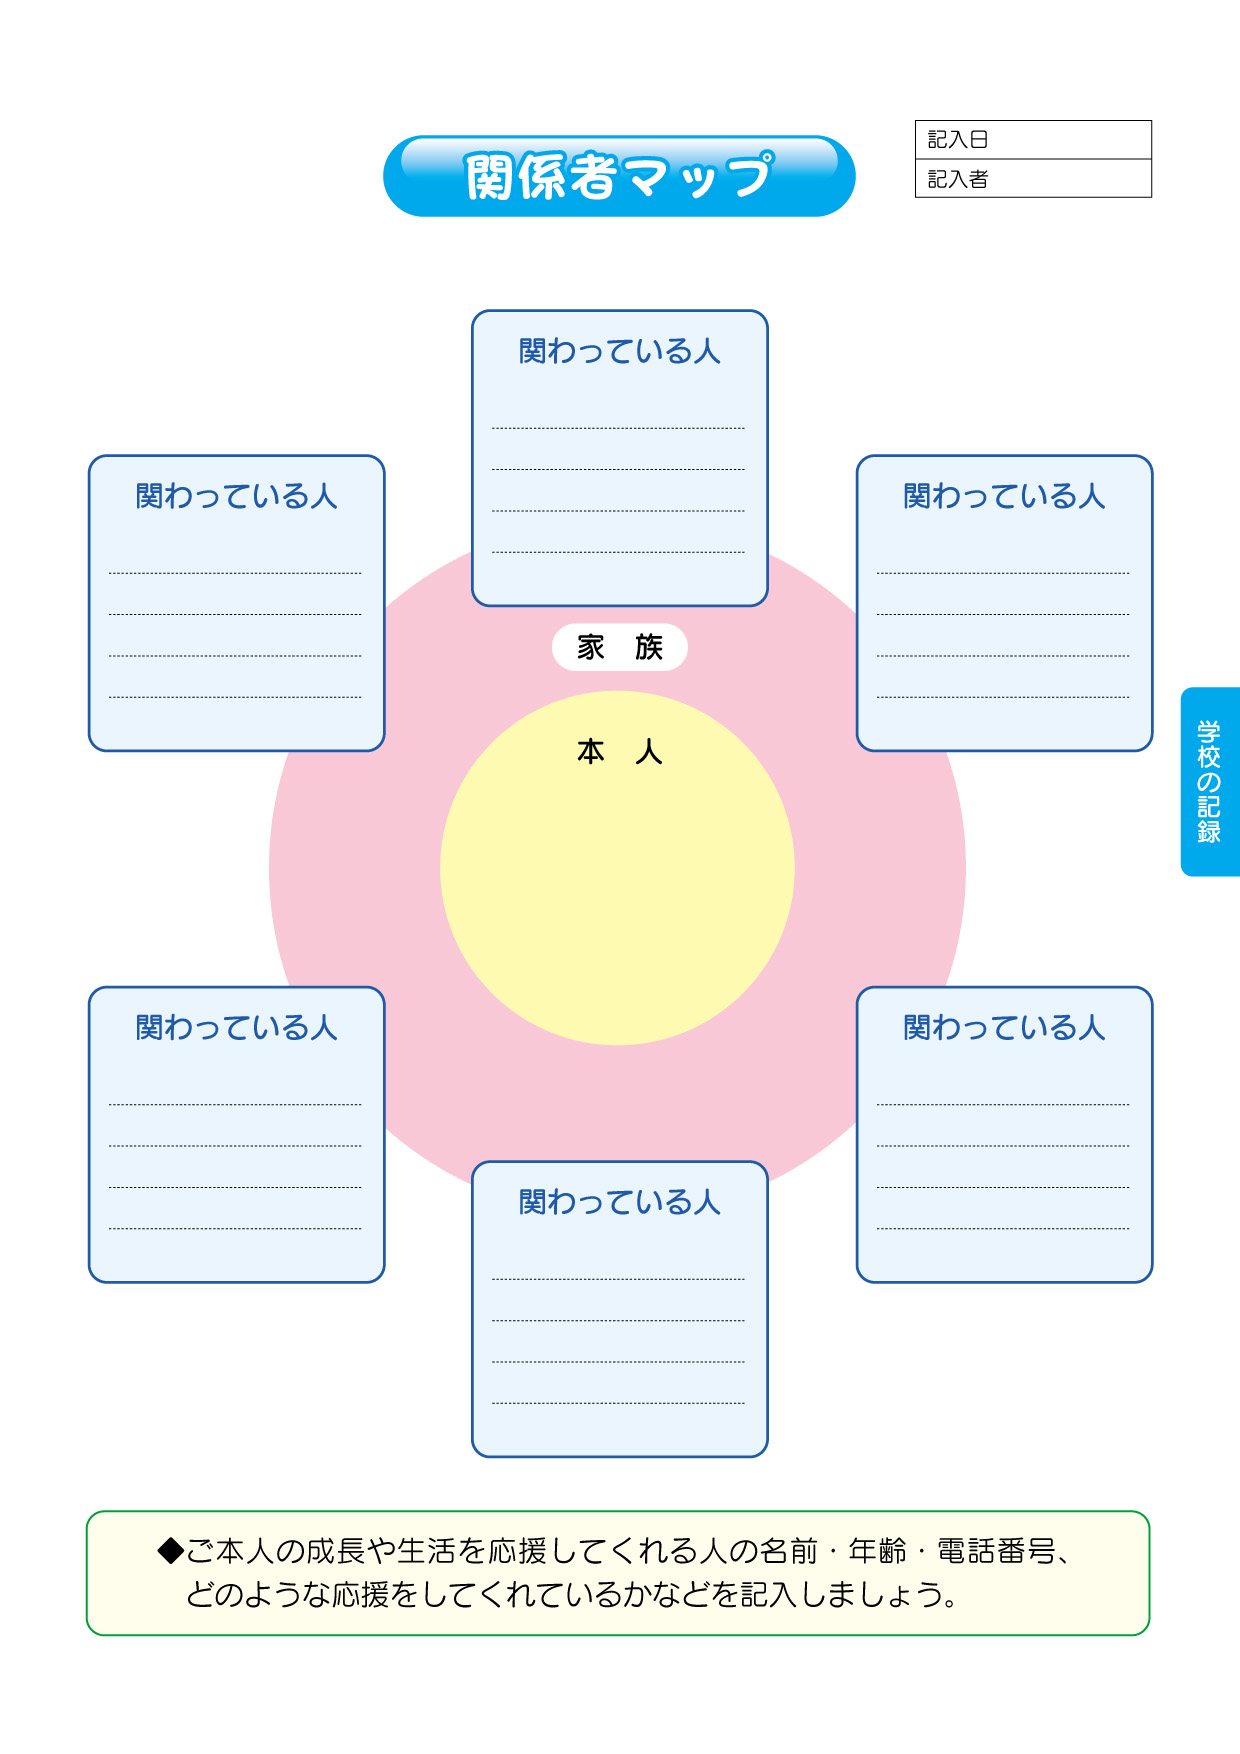 関係者マップ
記入日
記入者
関わっている人
関わっている人
関わっている人
家　族
本　人
学校の記録
関わっている人
関わっている人
関わっている人
◆ご本人の成長や生活を応援してくれる人の名前・年齢・電話番号、
どのような応援をしてくれているかなどを記入しましょう。